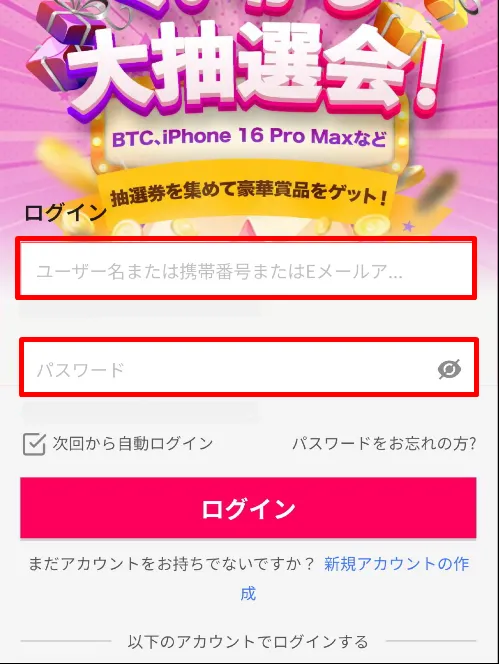 大抽選会!
BTC、iPhone 16 Pro Maxなど
抽選券を集めて豪華賞品をゲット!
ログイン
ユーザー名または携帯番号またはEメールア...
パスワード
次回から自動ログイン
パスワードをお忘れの方?
ログイン
まだアカウントをお持ちでないですか? 新規アカウントの作
成
以下のアカウントでログインする